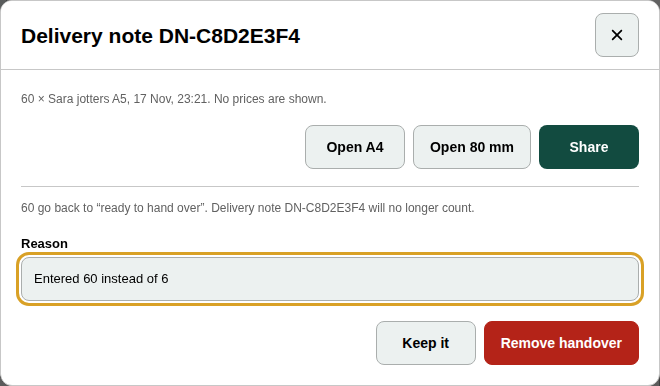 Delivery note DN-C8D2E3F4
×
60 × Sara jotters A5, 17 Nov, 23:21. No prices are shown.
Open A4
Open 80 mm
Share
60 go back to “ready to hand over”. Delivery note DN-C8D2E3F4 will no longer count.
Reason
Entered 60 instead of 6
Keep it
Remove handover